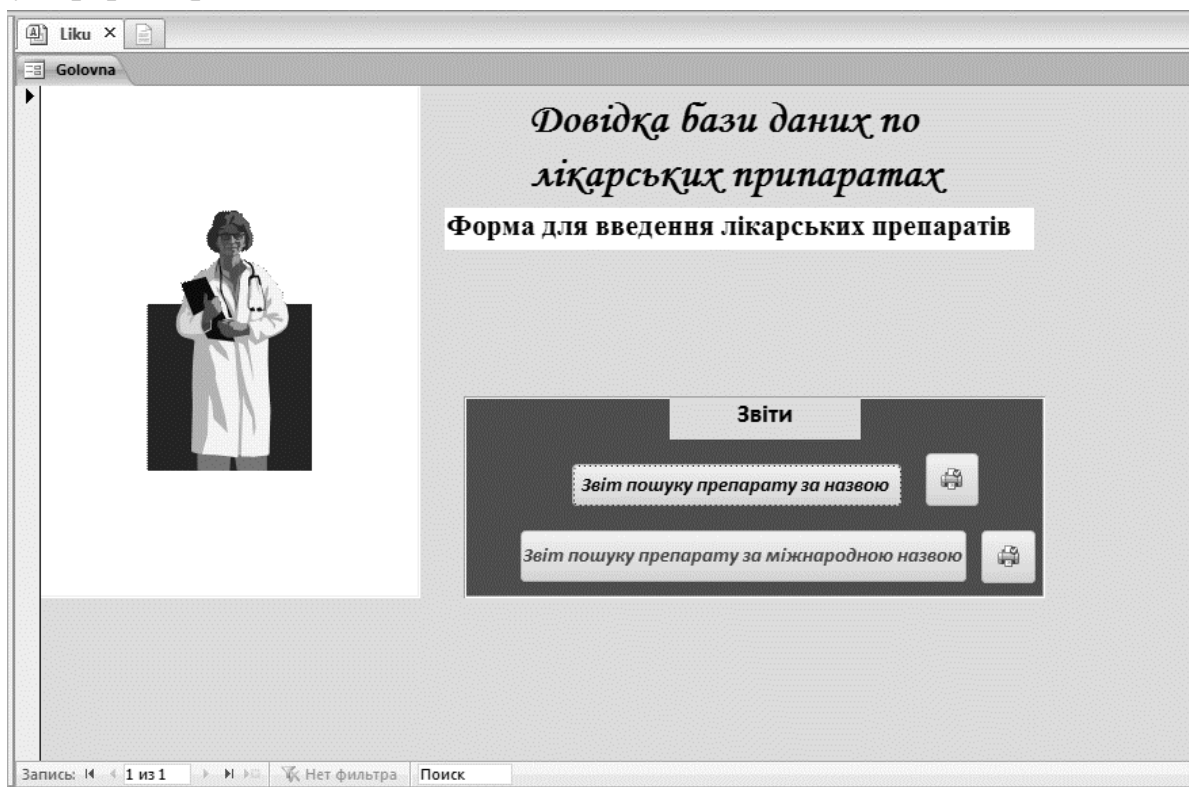 Liku
Golovna
Довідка бази даних по
лікарських припаратах
Форма для введення лікарських препаратів
Звіти
Звіт пошуку препарату за назвою
Звіт пошуку препарату за міжнародною назвою
Запись: 1 из 1 Нет фильтра Поиск